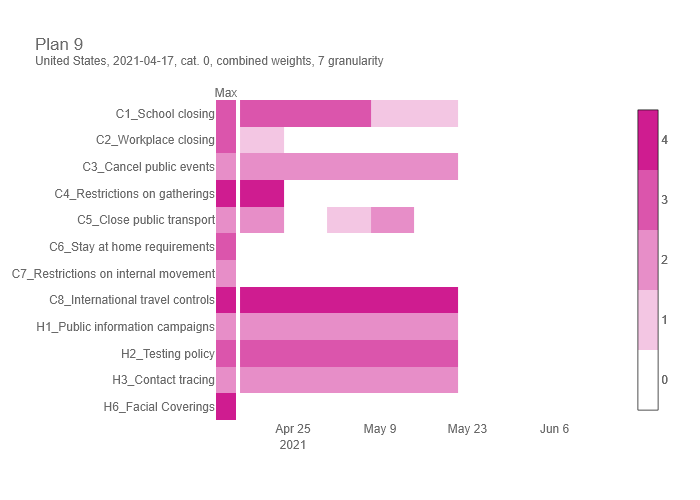 Plan 9
United States, 2021-04-17, cat. 0, combined weights, 7 granularity
Max
C1_School closing
C2_Workplace closing
C3_Cancel public events
C4_Restrictions on gatherings
C5_Close public transport
C6_Stay at home requirements
C7_Restrictions on internal movement
C8_International travel controls
H1_Public information campaigns
H2_Testing policy
H3_Contact tracing
H6_Facial Coverings
Apr 25 May 9 May 23 Jun 6
2021
4
3
2
1
0